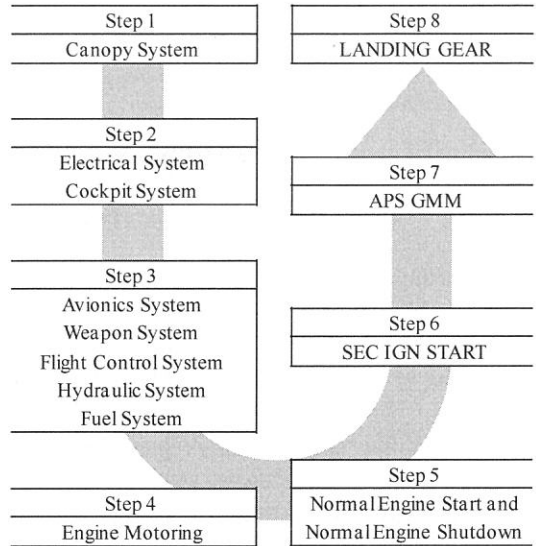 Step 1
Canopy System
Step 2
Electrical System
Cockpit System
Step 3
Avionics System
Weapon System
Flight Control System
Hydraulic System
Fuel System
Step 4
Engine Motoring
Step 5
Normal Engine Start and
Normal Engine Shutdown
Step 6
SEC IGN START
Step 7
APS GMM
Step 8
LANDING GEAR